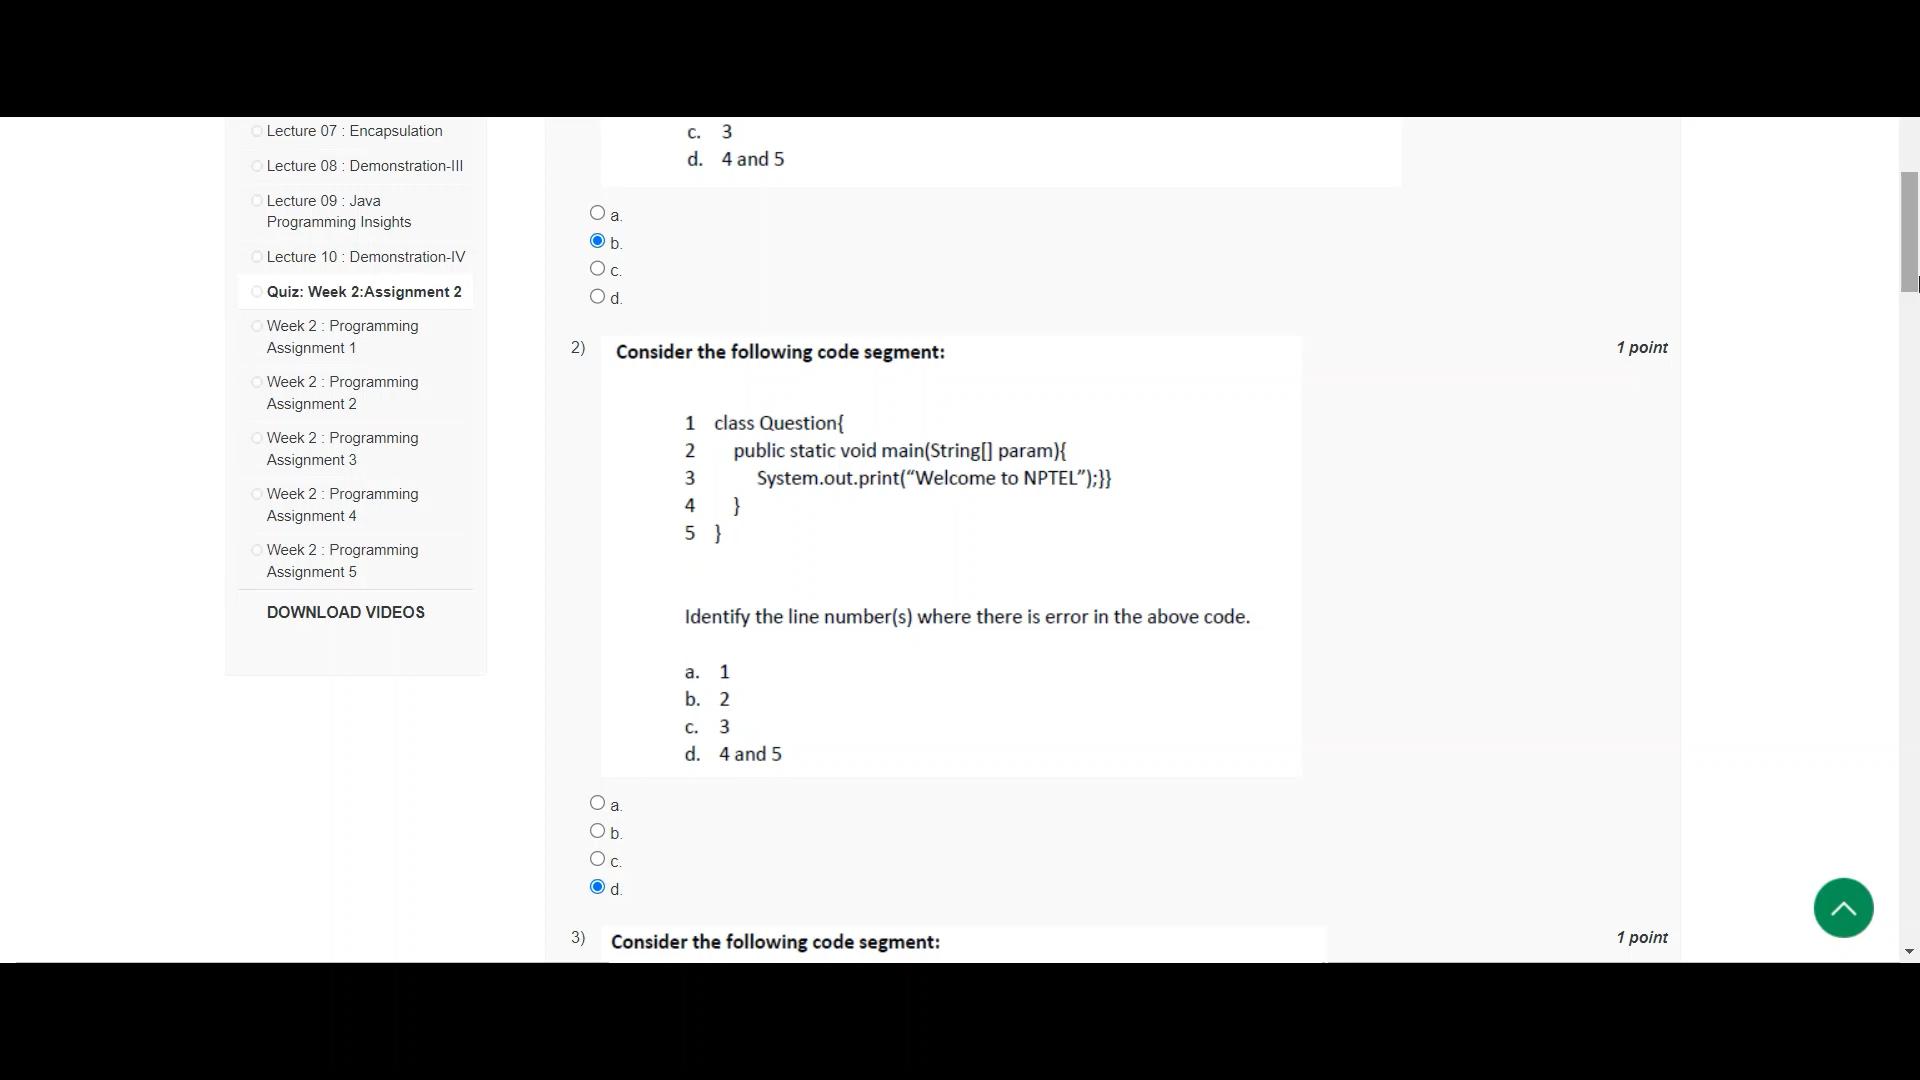 Lecture 07 : Encapsulation
Lecture 08 : Demonstration-III
Lecture 09 : Java
Programming Insights
Lecture 10 : Demonstration-IV
Quiz: Week 2:Assignment 2
Week 2 : Programming
Assignment 1
Week 2 : Programming
Assignment 2
Week 2 : Programming
Assignment 3
Week 2 : Programming
Assignment 4
Week 2 : Programming
Assignment 5
DOWNLOAD VIDEOS
c. 3
d. 4 and 5
a.
b.
c.
d.
2) Consider the following code segment: 1 point
1 class Question{
2 public static void main(String[] param){
3 System.out.print(“Welcome to NPTEL”);}}
4 }
5 }
Identify the line number(s) where there is error in the above code.
a. 1
b. 2
c. 3
d. 4 and 5
a.
b.
c.
d.
3) Consider the following code segment: 1 point